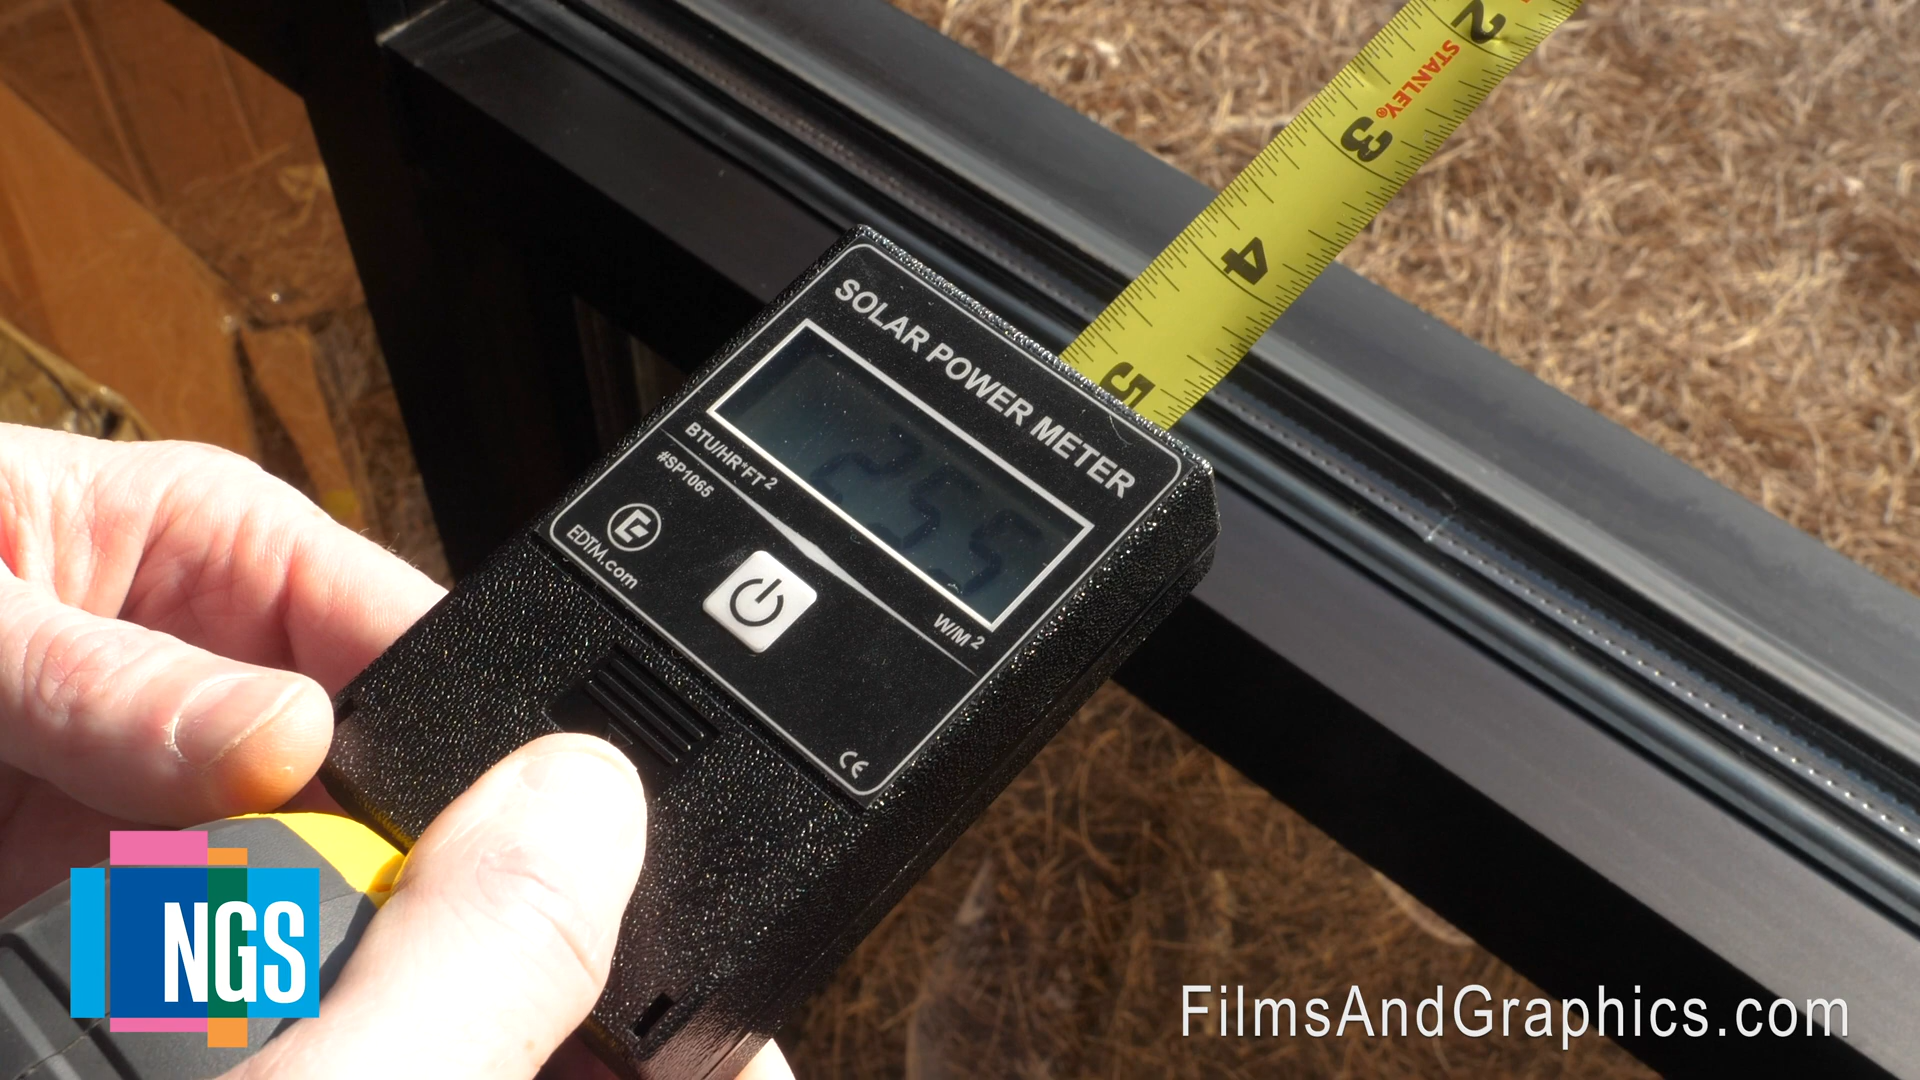 2
STANLEY®
3
4
5
SOLAR POWER METER
255
BTU/HR*FT2
W/M2
#SP1065
EDTM.com
CE
NGS
FilmsAndGraphics.com